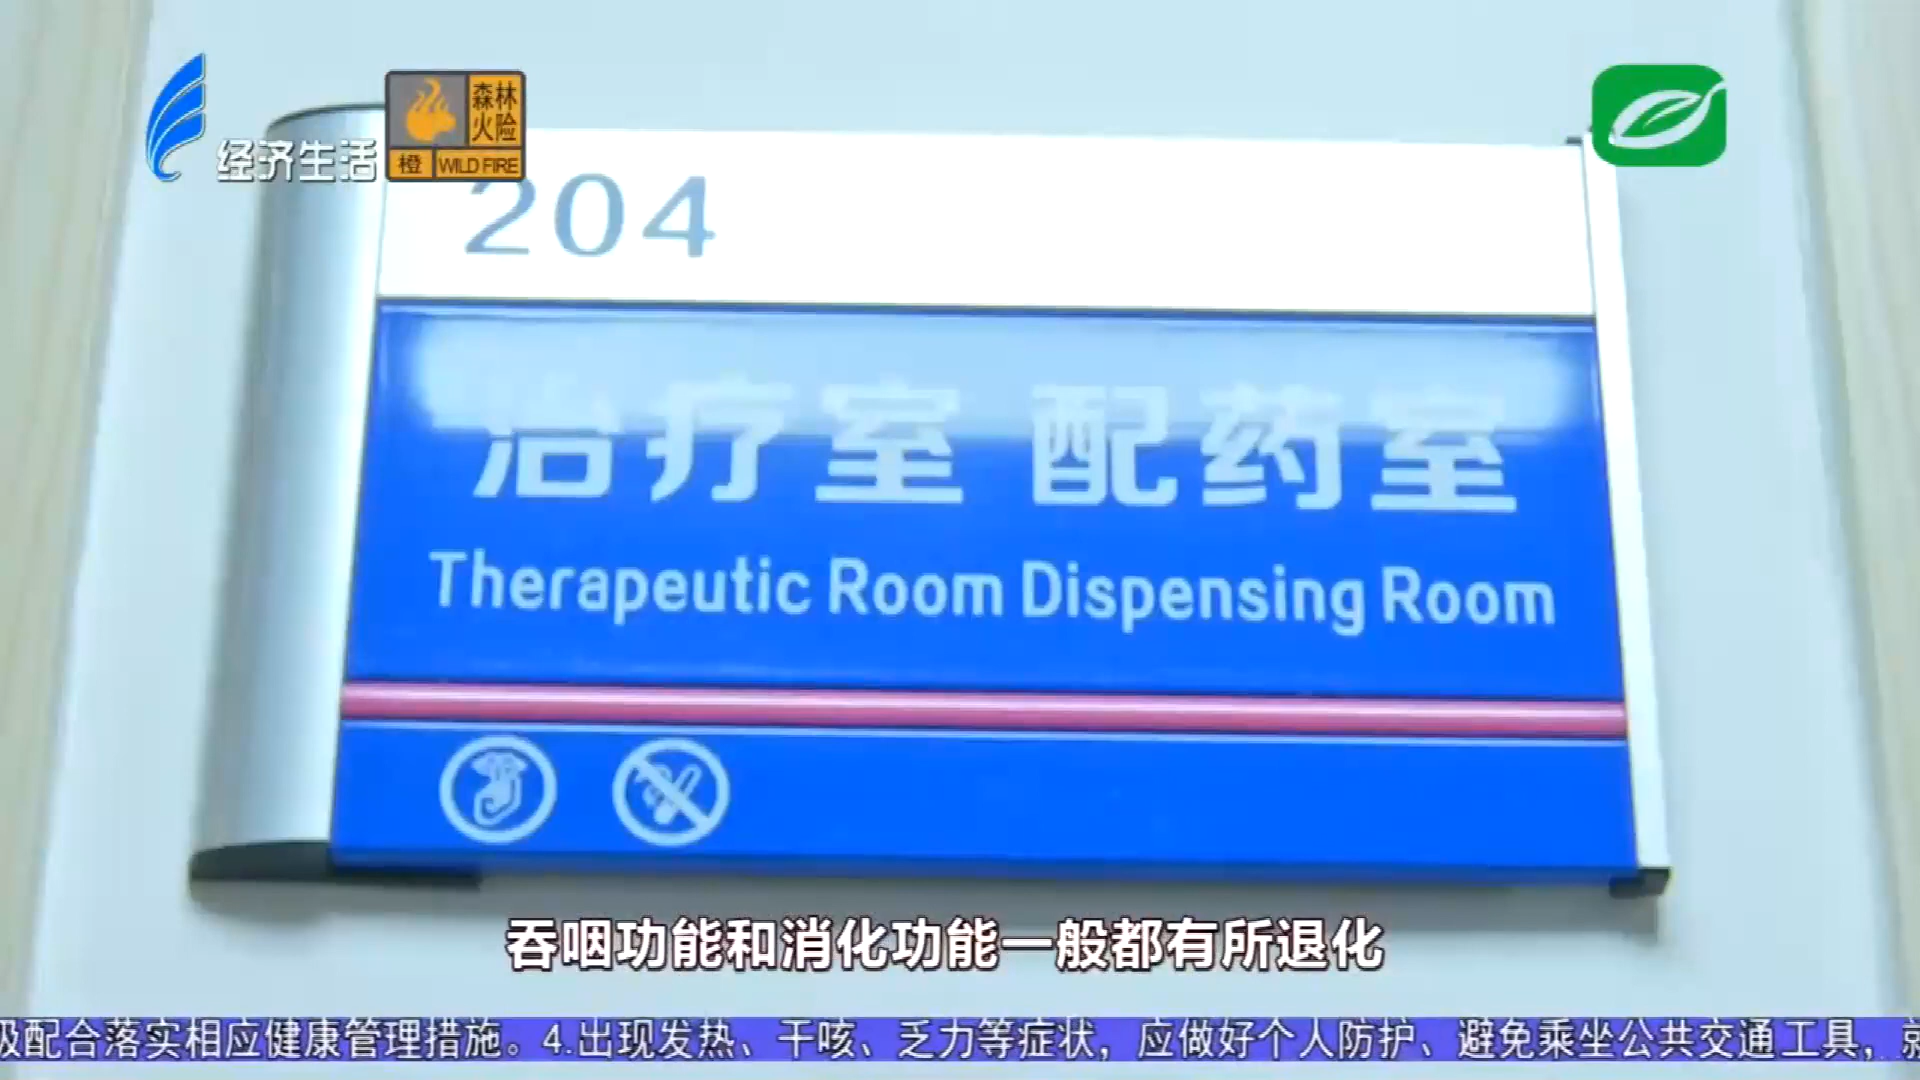 经济生活
森林
火险
橙 WILD FIRE
204
治疗室 配药室
Therapeutic Room Dispensing Room
吞咽功能和消化功能一般都有所退化
级配合落实相应健康管理措施。4.出现发热、干咳、乏力等症状，应做好个人防护、避免乘坐公共交通工具，就